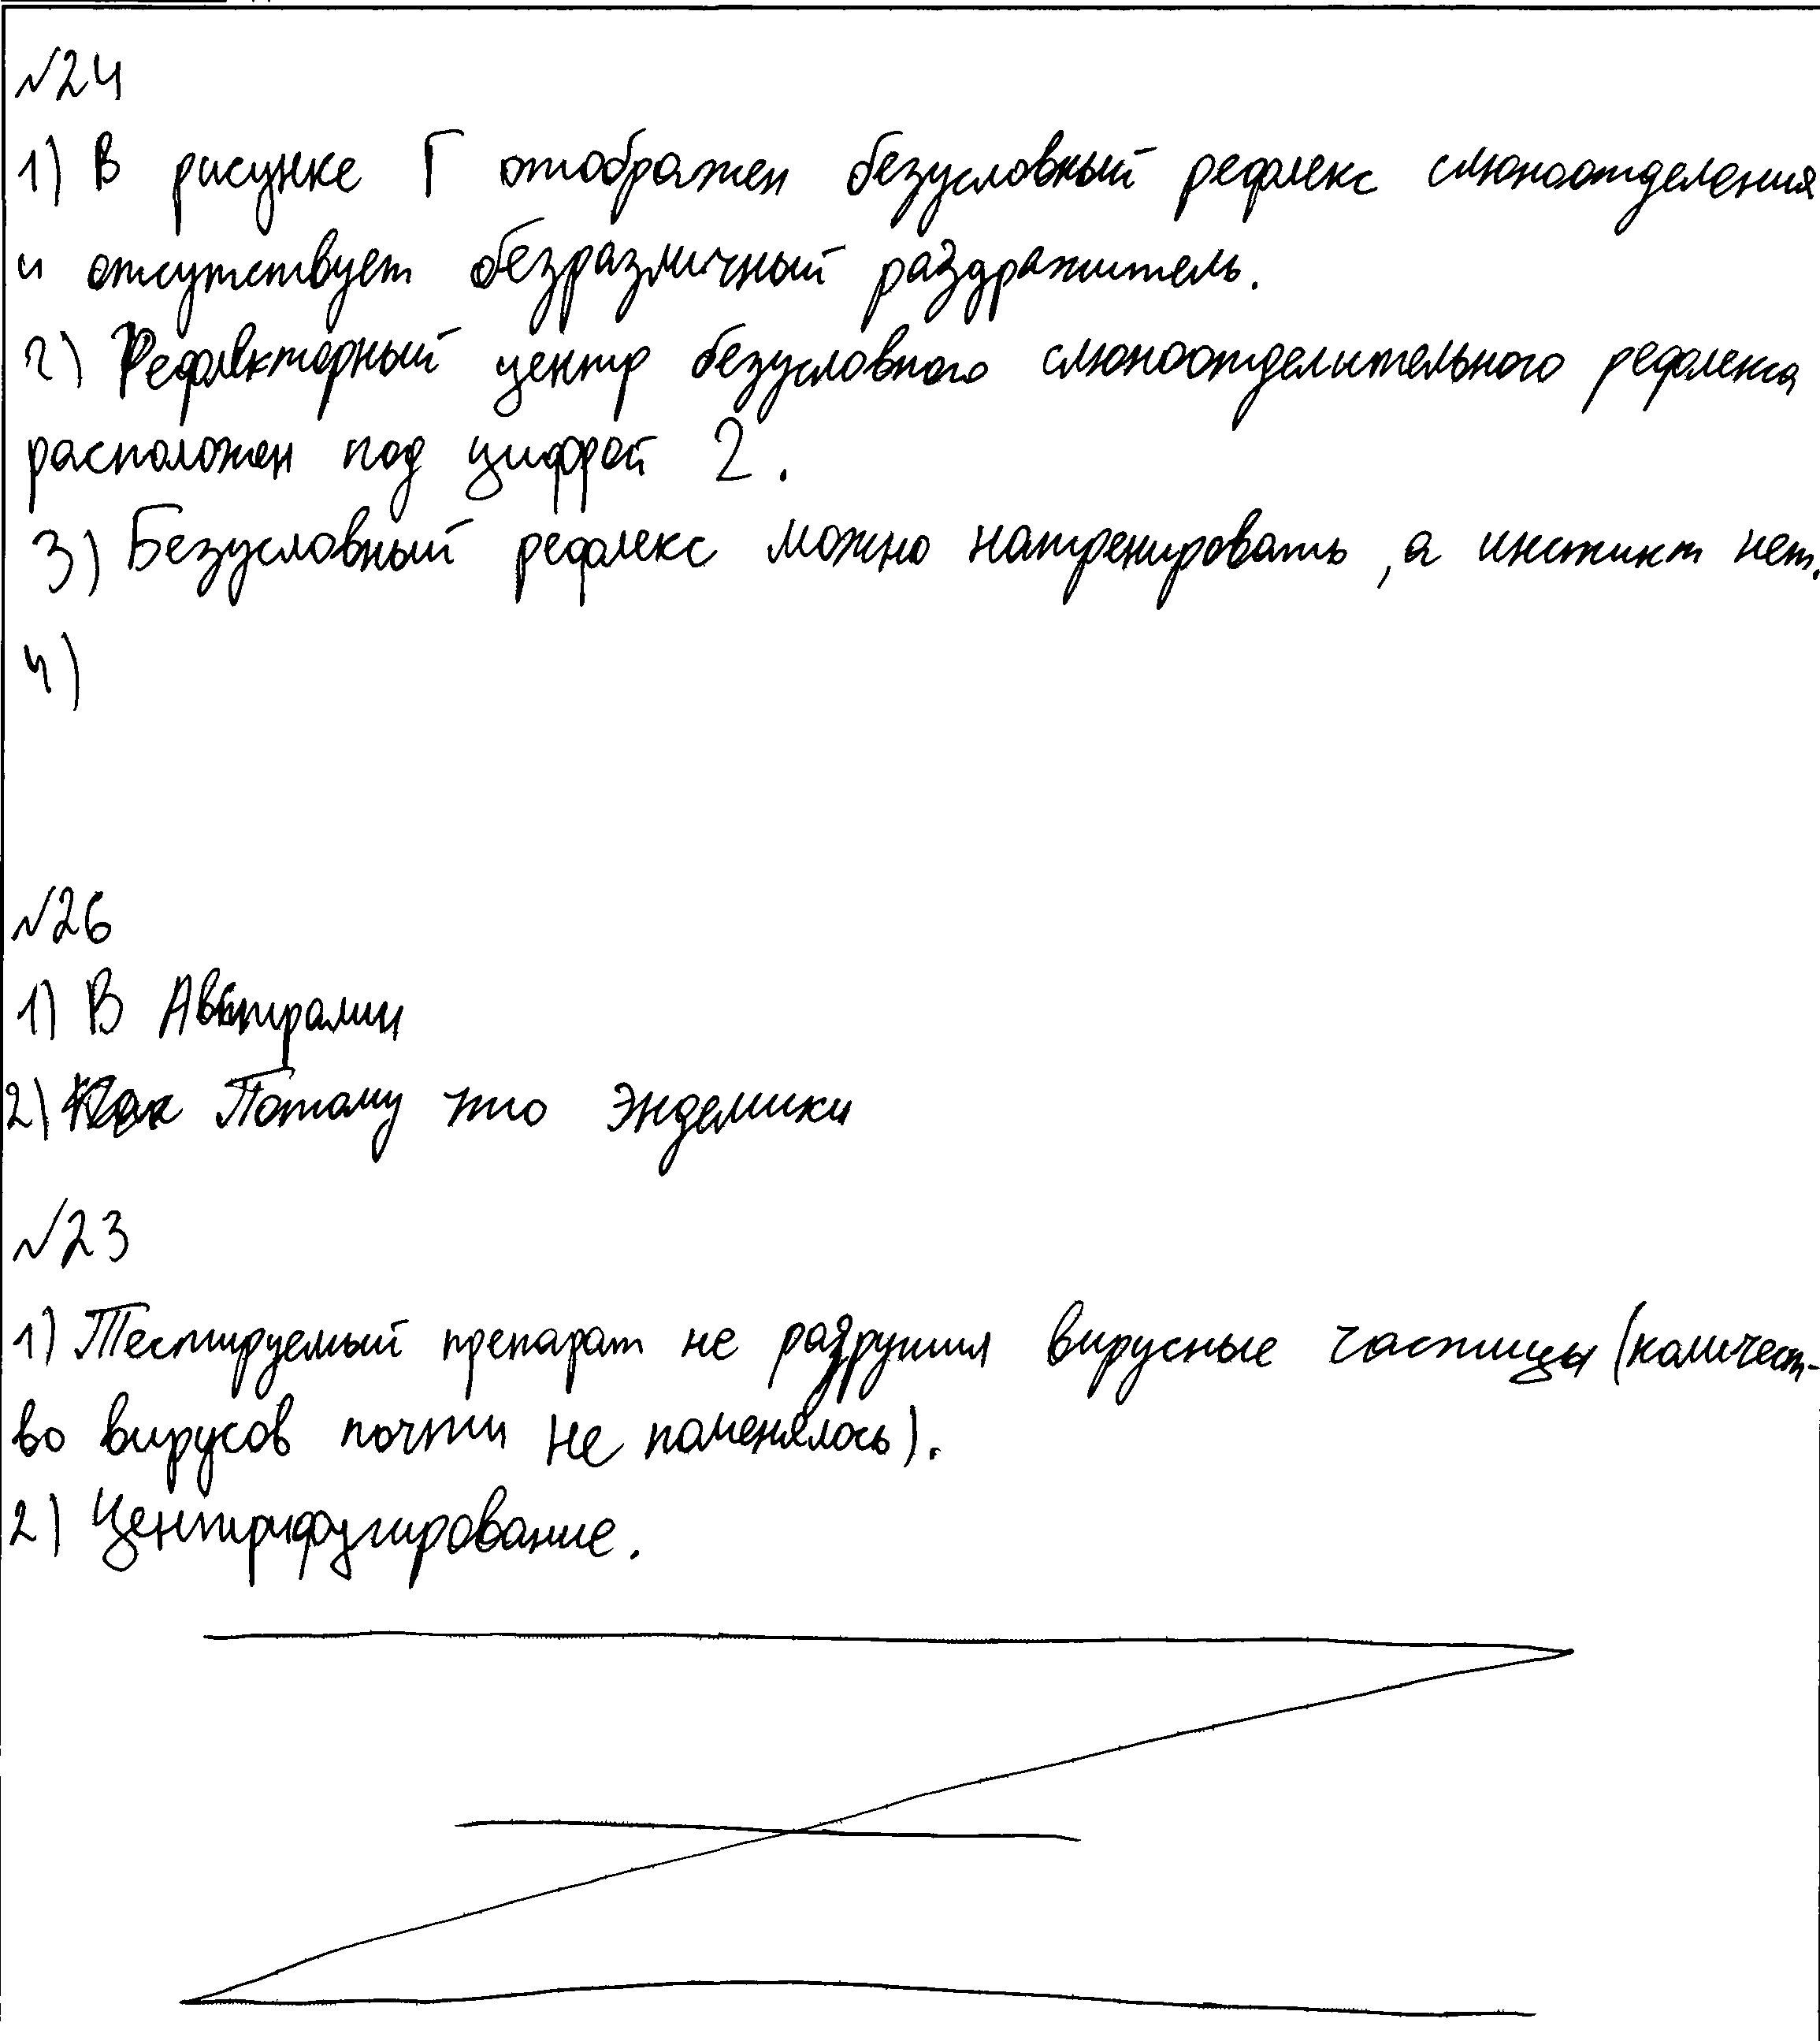 №24
1) В рисунке Г отображен безусловный рефлекс слюноотделения
и отсутствует безразличный раздражитель.
2) Рефлекторный центр безусловного слюноотделительного рефлекса
расположен под цифрой 2.
3) Безусловный рефлекс можно натренировать, а инстинкт нет.
4)
№26
1) В Австралии
2) Потому что эндемики
№23
1) Тестируемый препарат не разрушил вирусные частицы (количест-
во вирусов почти не поменялось).
2) Центрифугирование.